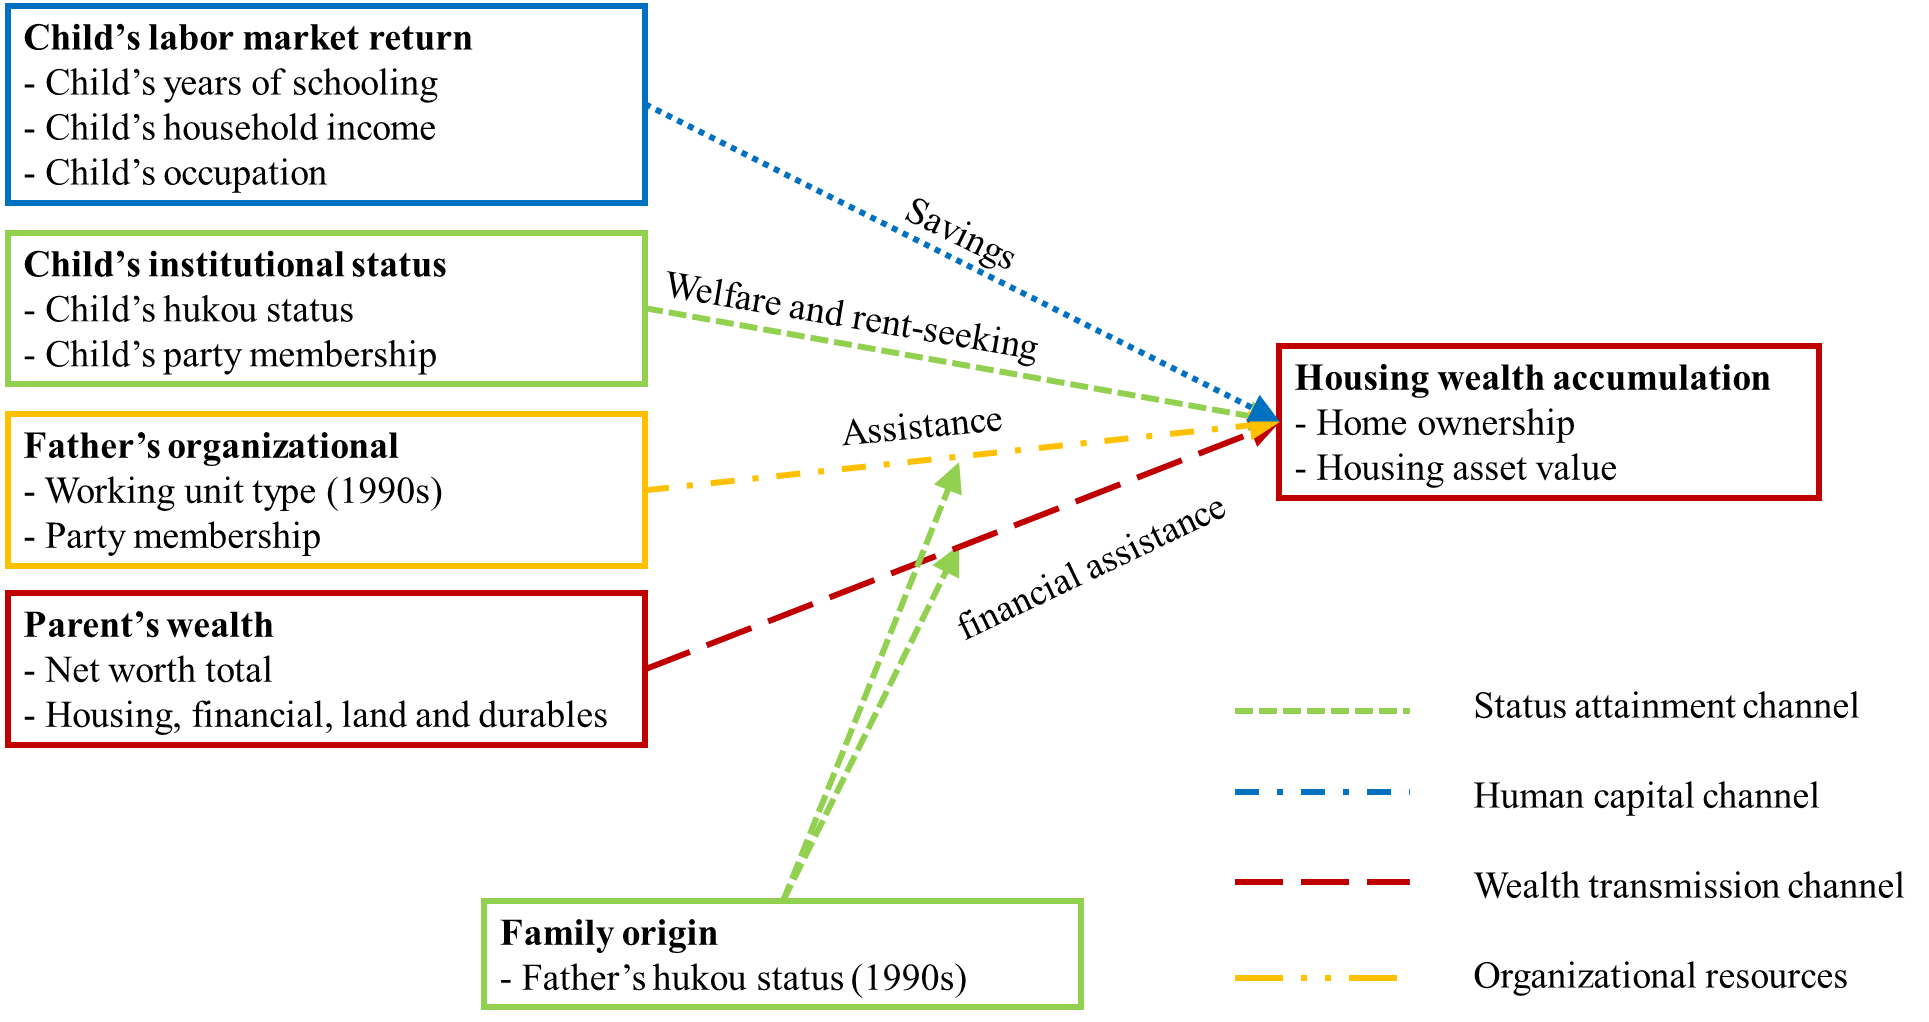 Child’s labor market return
- Child’s years of schooling
- Child’s household income
- Child’s occupation
Savings
Child’s institutional status
- Child’s hukou status
- Child’s party membership
Welfare and rent-seeking
Father’s organizational
- Working unit type (1990s)
- Party membership
Assistance
Housing wealth accumulation
- Home ownership
- Housing asset value
Parent’s wealth
- Net worth total
- Housing, financial, land and durables
financial assistance
Family origin
- Father’s hukou status (1990s)
Status attainment channel
Human capital channel
Wealth transmission channel
Organizational resources